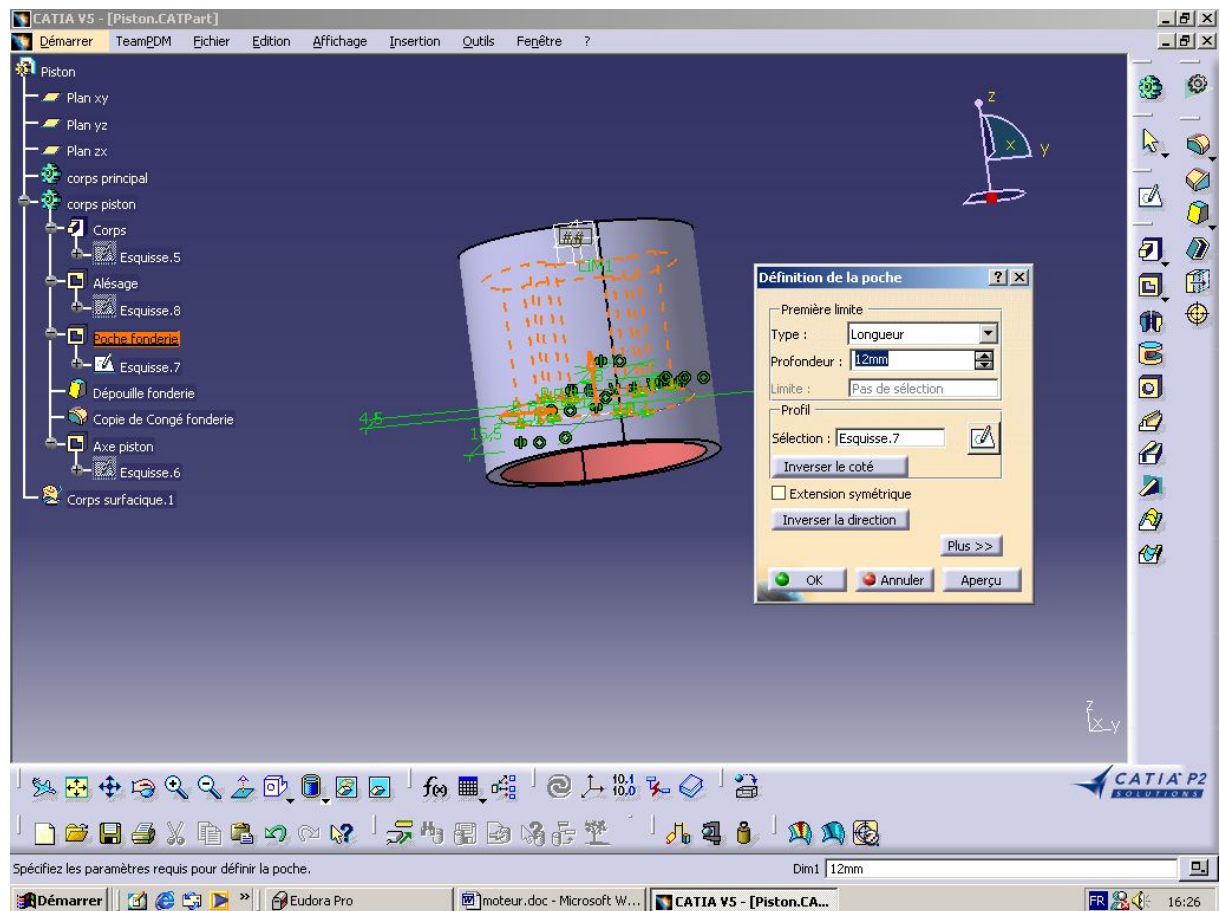 CATIA V5 - [Piston.CATPart]
Démarrer TeamPDM Fichier Edition Affichage Insertion Outils Fenêtre ?
Piston
Plan xy
Plan yz
Plan zx
corps principal
corps piston
Corps
Esquisse.5
Alésage
Esquisse.8
Poche fonderie
Esquisse.7
Dépouille fonderie
Copie de Congé fonderie
Axe piston
Esquisse.6
Corps surfacique.1
z
x
y
##
LIM1
4,5
15,5
Définition de la poche
Première limite
Type : Longueur
Profondeur : 12mm
Limite : Pas de sélection
Profil
Sélection : Esquisse.7
Inverser le coté
Extension symétrique
Inverser la direction
Plus >>
OK Annuler Aperçu
z
x y
f(x)
10,1
10,0
CATIA P2
SOLUTIONS
Spécifiez les paramètres requis pour définir la poche.
Dim1 12mm
Démarrer » Eudora Pro moteur.doc - Microsoft W... CATIA V5 - [Piston.CA... FR 16:26